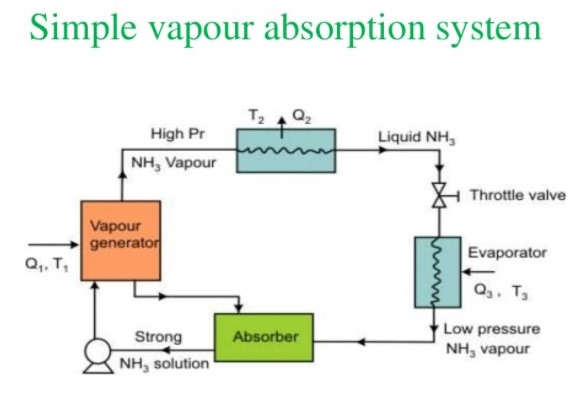 Simple vapour absorption system
T₂ Q₂
High Pr
NH₃ Vapour
Liquid NH₃
Throttle valve
Vapour
generator
Q₁, T₁
Evaporator
Q₃ , T₃
Low pressure
NH₃ vapour
Absorber
Strong
NH₃ solution